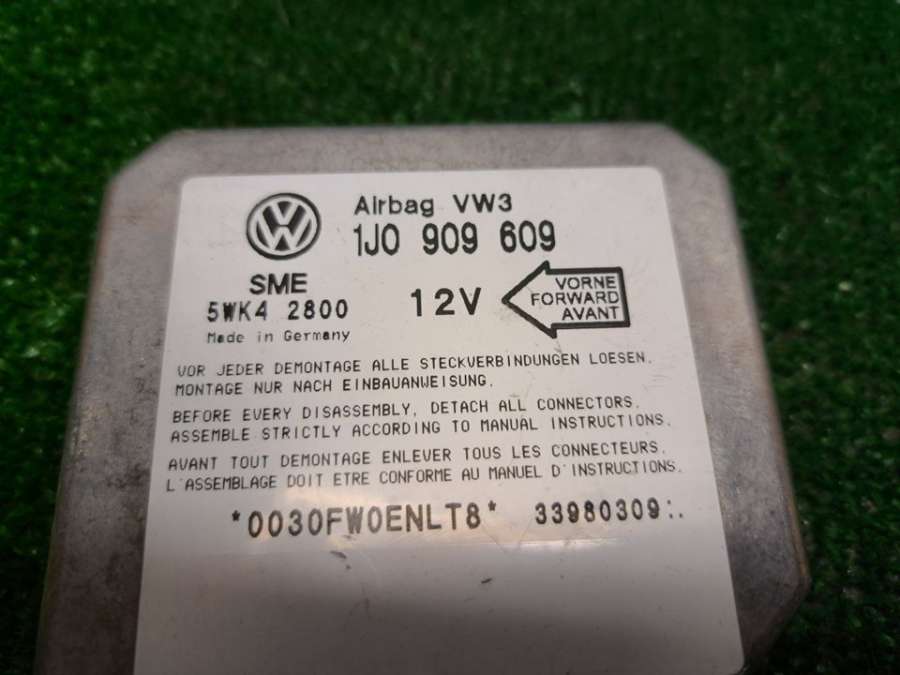 Airbag VW3
1J0 909 609
SME
5WK4 2800
Made in Germany
12V
VORNE
FORWARD
AVANT
VOR JEDER DEMONTAGE ALLE STECKVERBINDUNGEN LOESEN.
MONTAGE NUR NACH EINBAUANWEISUNG.
BEFORE EVERY DISASSEMBLY, DETACH ALL CONNECTORS.
ASSEMBLE STRICTLY ACCORDING TO MANUAL INSTRUCTIONS.
AVANT TOUT DEMONTAGE ENLEVER TOUS LES CONNECTEURS.
L'ASSEMBLAGE DOIT ETRE CONFORME AU MANUEL D'INSTRUCTIONS.
*0030FW0ENLT8* 33980309:.